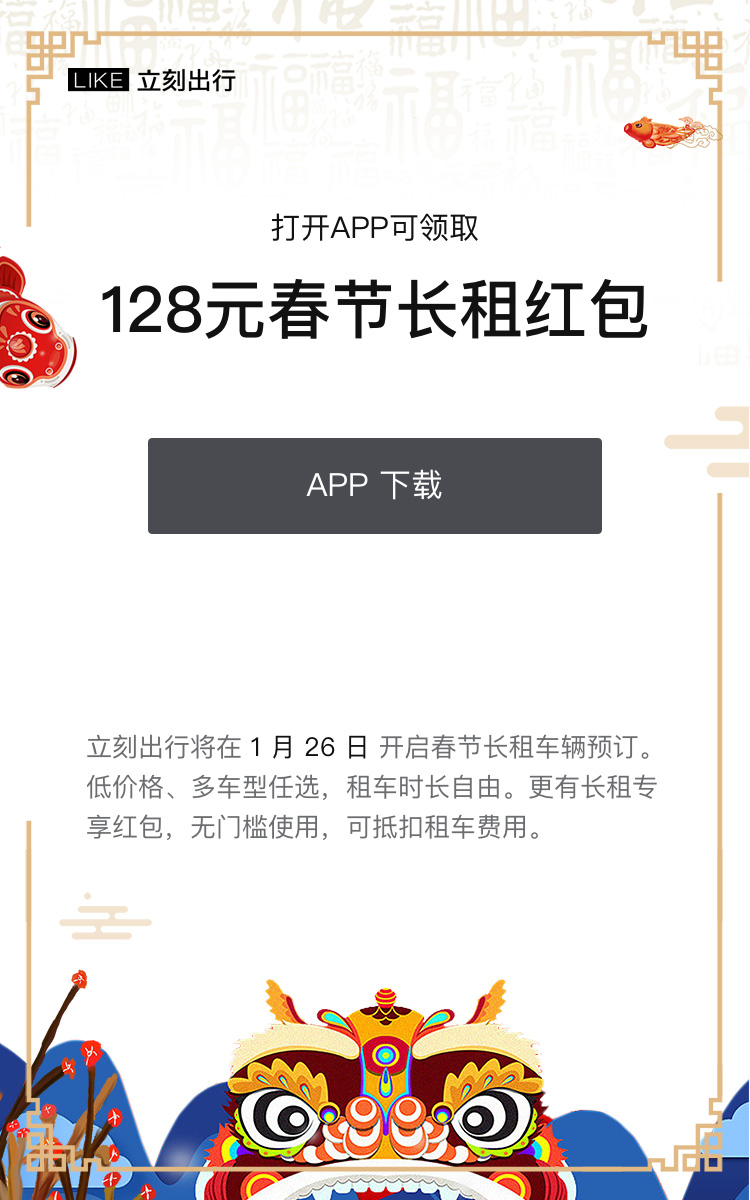 LIKE 立刻出行
打开APP可领取
128元春节长租红包
APP 下载
立刻出行将在 1 月 26 日 开启春节长租车辆预订。
低价格、多车型任选，租车时长自由。更有长租专
享红包，无门槛使用，可抵扣租车费用。